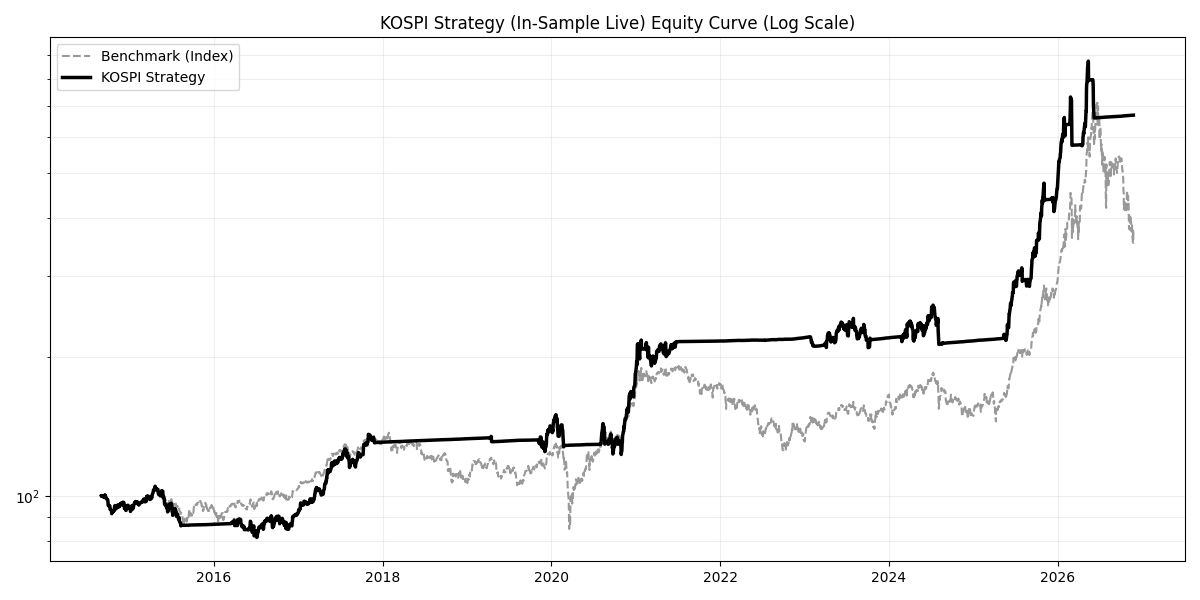 KOSPI Strategy (In-Sample Live) Equity Curve (Log Scale)
Benchmark (Index)
KOSPI Strategy
10²
2016 2018 2020 2022 2024 2026